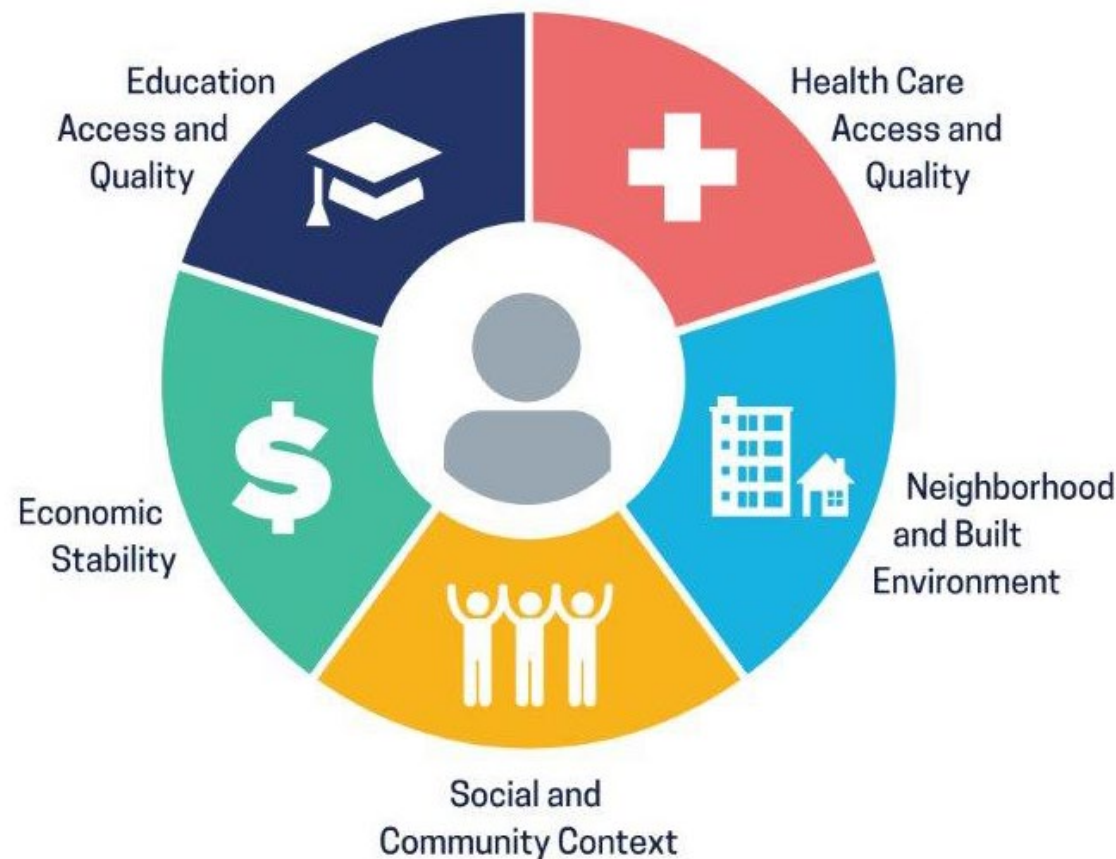 Education
Access and
Quality
Health Care
Access and
Quality
Economic
Stability
Neighborhood
and Built
Environment
Social and
Community Context